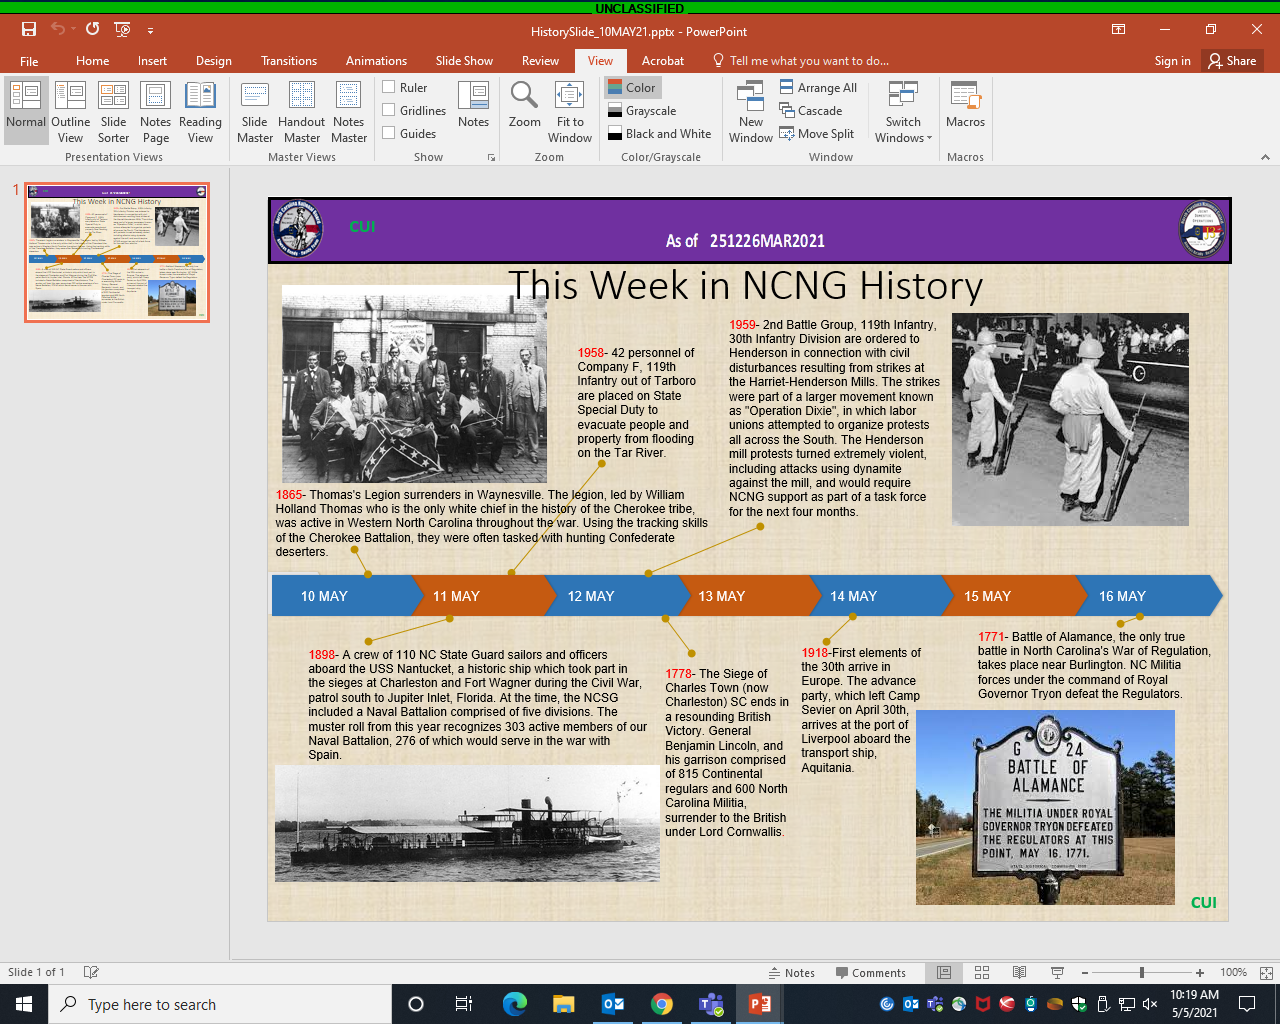 UNCLASSIFIED
HistorySlide_10MAY21.pptx - PowerPoint
File Home Insert Design Transitions Animations Slide Show Review View Acrobat Tell me what you want to do... Sign in Share
Normal Outline View Slide Sorter Notes Page Reading View
Presentation Views
Slide Master Handout Master Notes Master
Master Views
Ruler
Gridlines
Guides
Notes
Show
Zoom Fit to Window
Zoom
Color
Grayscale
Black and White
Color/Grayscale
New Window
Arrange All
Cascade
Move Split
Switch Windows
Window
Macros
Macros
1
This Week in NCNG History
CUI
As of 251226MAR2021
This Week in NCNG History
1958- 42 personnel of
Company F, 119th
Infantry out of Tarboro
are placed on State
Special Duty to
evacuate people and
property from flooding
on the Tar River.
1959- 2nd Battle Group, 119th Infantry,
30th Infantry Division are ordered to
Henderson in connection with civil
disturbances resulting from strikes at
the Harriet-Henderson Mills. The strikes
were part of a larger movement known
as "Operation Dixie", in which labor
unions attempted to organize protests
all across the South. The Henderson
mill protests turned extremely violent,
including attacks using dynamite
against the mill, and would require
NCNG support as part of a task force
for the next four months.
1865- Thomas's Legion surrenders in Waynesville. The legion, led by William
Holland Thomas who is the only white chief in the history of the Cherokee tribe,
was active in Western North Carolina throughout the war. Using the tracking skills
of the Cherokee Battalion, they were often tasked with hunting Confederate
deserters.
10 MAY 11 MAY 12 MAY 13 MAY 14 MAY 15 MAY 16 MAY
1898- A crew of 110 NC State Guard sailors and officers
aboard the USS Nantucket, a historic ship which took part in
the sieges at Charleston and Fort Wagner during the Civil War,
patrol south to Jupiter Inlet, Florida. At the time, the NCSG
included a Naval Battalion comprised of five divisions. The
muster roll from this year recognizes 303 active members of our
Naval Battalion, 276 of which would serve in the war with
Spain.
1778- The Siege of
Charles Town (now
Charleston) SC ends in
a resounding British
Victory. General
Benjamin Lincoln, and
his garrison comprised
of 815 Continental
regulars and 600 North
Carolina Militia,
surrender to the British
under Lord Cornwallis.
1918-First elements of
the 30th arrive in
Europe. The advance
party, which left Camp
Sevier on April 30th,
arrives at the port of
Liverpool aboard the
transport ship,
Aquitania.
1771- Battle of Alamance, the only true
battle in North Carolina's War of Regulation,
takes place near Burlington. NC Militia
forces under the command of Royal
Governor Tryon defeat the Regulators.
G 24
BATTLE OF
ALAMANCE
THE MILITIA UNDER ROYAL
GOVERNOR TRYON DEFEATED
THE REGULATORS AT THIS
POINT, MAY 16, 1771.
CUI
Slide 1 of 1
Notes Comments 100%
Type here to search
10:19 AM
5/5/2021